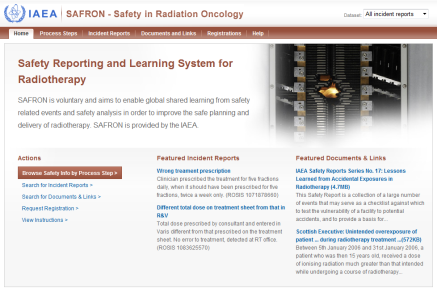 IAEA
SAFRON - Safety in Radiation Oncology
Dataset: All incident reports
Home Process Steps Incident Reports Documents and Links Registrations Help
Safety Reporting and Learning System for
Radiotherapy
SAFRON is voluntary and aims to enable global shared learning from safety
related events and safety analysis in order to improve the safe planning and
delivery of radiotherapy. SAFRON is provided by the IAEA.
Actions
Browse Safety Info by Process Step >
Search for Incident Reports >
Search for Documents & Links >
Request Registration >
View Instructions >
Featured Incident Reports
Wrong treatment prescription
Clinician prescribed the treatment for five fractions
daily, when it should have been prescribed for five
fractions, twice a week only. (ROSIS 1071878660)
Different total dose on treatment sheet from that in
R&V
Total dose prescribed by consultant and entered in
Varis different from that prescribed on the treatment
sheet. No error to treatment, detected at RT office.
(ROSIS 1083625570)
Featured Documents & Links
IAEA Safety Reports Series No. 17: Lessons
Learned from Accidental Exposures in
Radiotherapy (4.7MB)
This Safety Report is a collection of a large number
of events that may serve as a checklist against which
to test the vulnerability of a facility to potential
accidents, and to provide a basis for...
Scottish Executive: Unintended overexposure of
patient ... during radiotherapy treatment ...(572KB)
Between 5th January 2006 and 31st January 2006, a
patient who was then 15 years old, received a dose
of ionising radiation much greater than that intended
while undergoing a course of radiotherapy...